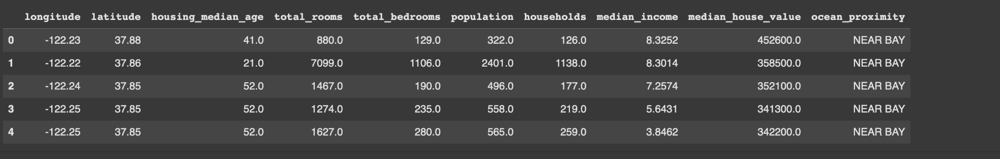 longitude latitude housing_median_age total_rooms total_bedrooms population households median_income median_house_value ocean_proximity
0 -122.23 37.88 41.0 880.0 129.0 322.0 126.0 8.3252 452600.0 NEAR BAY
1 -122.22 37.86 21.0 7099.0 1106.0 2401.0 1138.0 8.3014 358500.0 NEAR BAY
2 -122.24 37.85 52.0 1467.0 190.0 496.0 177.0 7.2574 352100.0 NEAR BAY
3 -122.25 37.85 52.0 1274.0 235.0 558.0 219.0 5.6431 341300.0 NEAR BAY
4 -122.25 37.85 52.0 1627.0 280.0 565.0 259.0 3.8462 342200.0 NEAR BAY